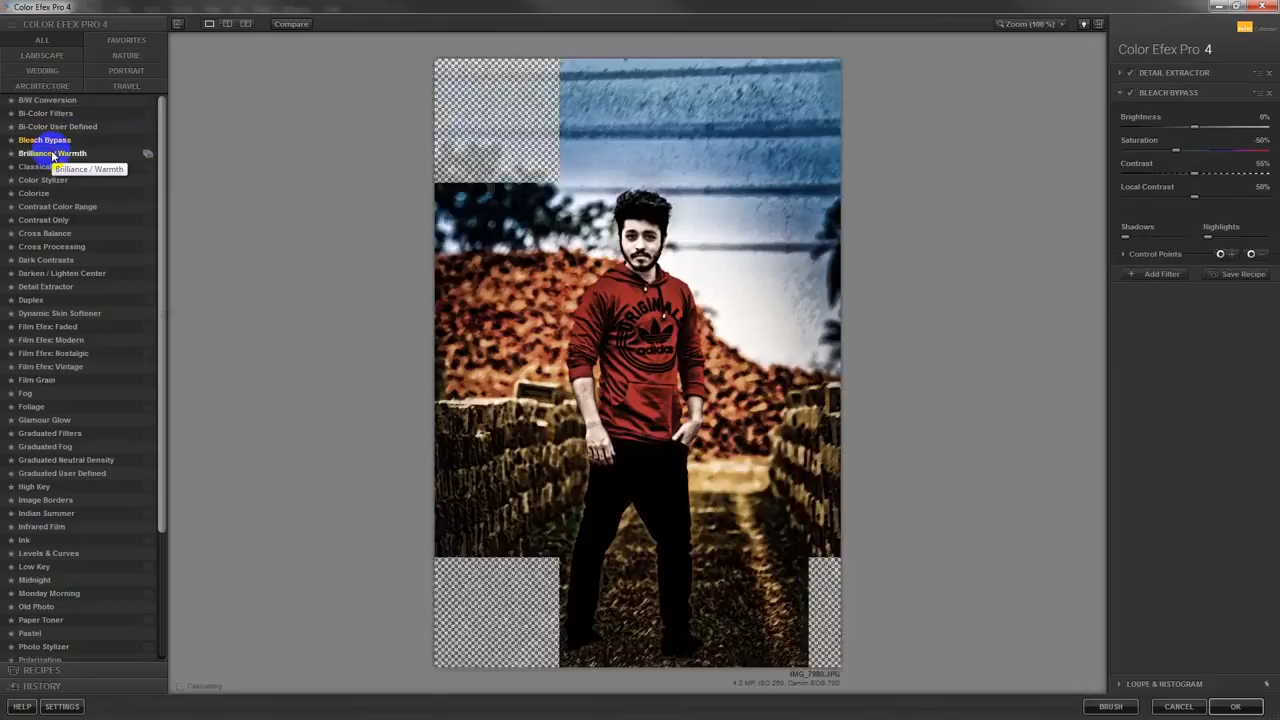 Color Efex Pro 4
COLOR EFEX PRO 4
Compare
Zoom (100 %)
ALL
FAVORITES
LANDSCAPE
NATURE
WEDDING
PORTRAIT
ARCHITECTURE
TRAVEL
B/W Conversion
Bi-Color Filters
Bi-Color User Defined
Bleach Bypass
Brilliance / Warmth
Brilliance / Warmth
Color Stylizer
Colorize
Contrast Color Range
Contrast Only
Cross Balance
Cross Processing
Dark Contrasts
Darken / Lighten Center
Detail Extractor
Duplex
Dynamic Skin Softener
Film Efex: Faded
Film Efex: Modern
Film Efex: Nostalgic
Film Efex: Vintage
Film Grain
Fog
Foliage
Glamour Glow
Graduated Filters
Graduated Fog
Graduated Neutral Density
Graduated User Defined
High Key
Image Borders
Indian Summer
Infrared Film
Ink
Levels & Curves
Low Key
Midnight
Monday Morning
Old Photo
Paper Toner
Pastel
Photo Stylizer
Polarization
RECIPES
HISTORY
HELP
SETTINGS
Calculating
ORIGINAL
adidas
IMG_7980.JPG
4.2 MP, ISO 250, Canon EOS 70D
Collection
Color Efex Pro 4
DETAIL EXTRACTOR
BLEACH BYPASS
Brightness 0%
Saturation -50%
Contrast 55%
Local Contrast 50%
Shadows Highlights
Control Points
Add Filter
Save Recipe
LOUPE & HISTOGRAM
BRUSH
CANCEL
OK